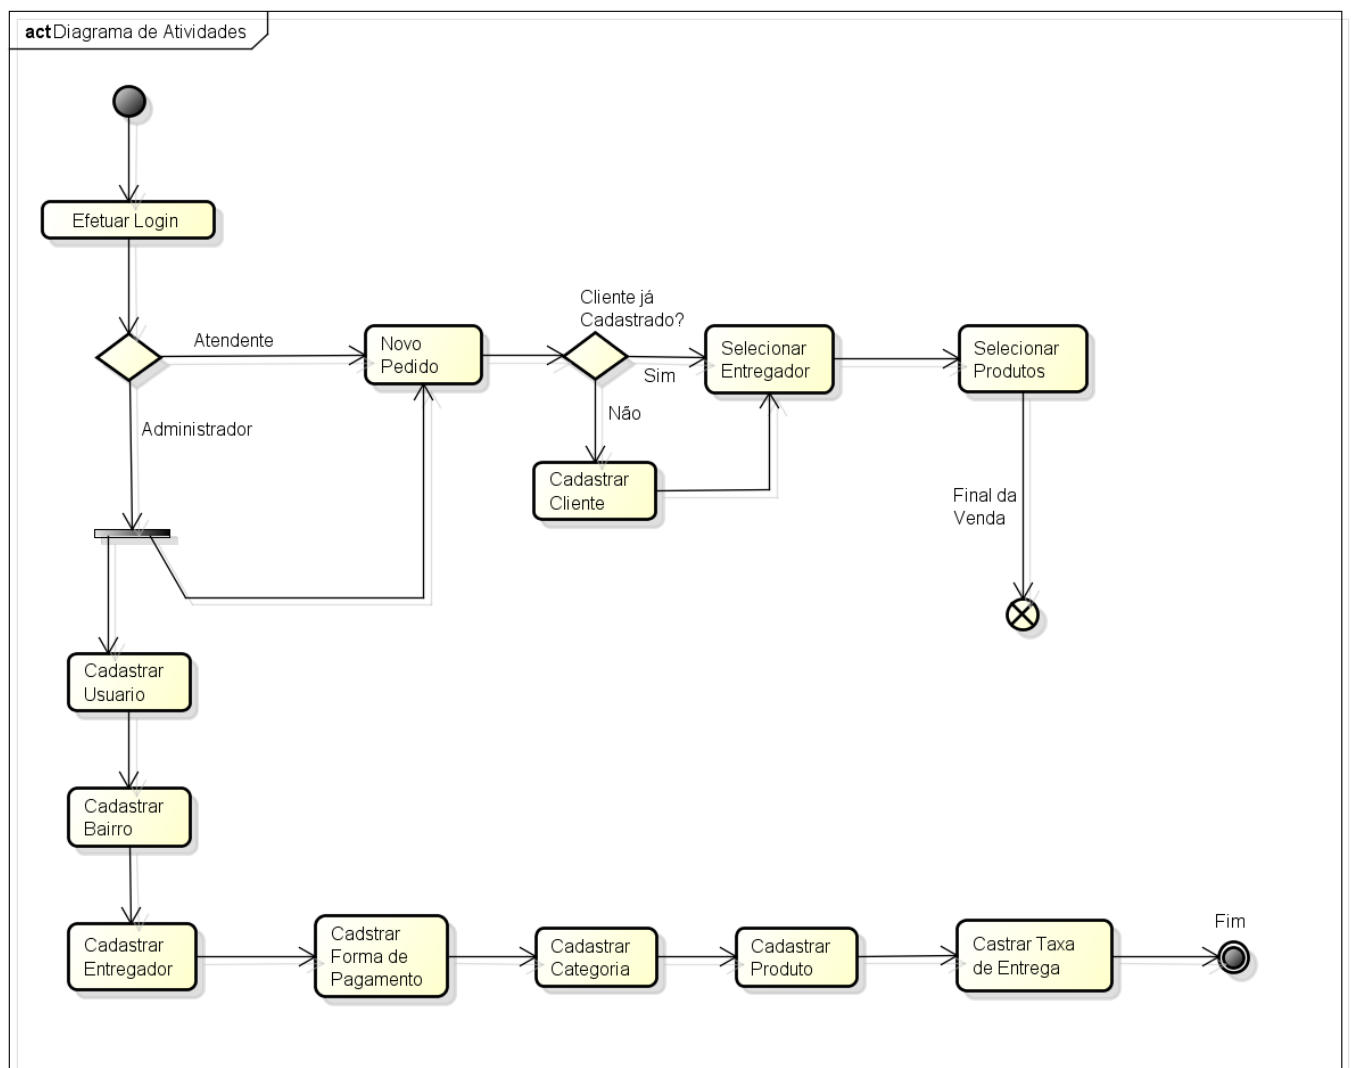 act Diagrama de Atividades
Efetuar Login
Cliente já
Cadastrado?
Atendente
Novo
Pedido
Sim
Selecionar
Entregador
Selecionar
Produtos
Não
Administrador
Cadastrar
Cliente
Final da
Venda
Cadastrar
Usuario
Cadastrar
Bairro
Cadastrar
Entregador
Cadstrar
Forma de
Pagamento
Cadastrar
Categoria
Cadastrar
Produto
Castrar Taxa
de Entrega
Fim